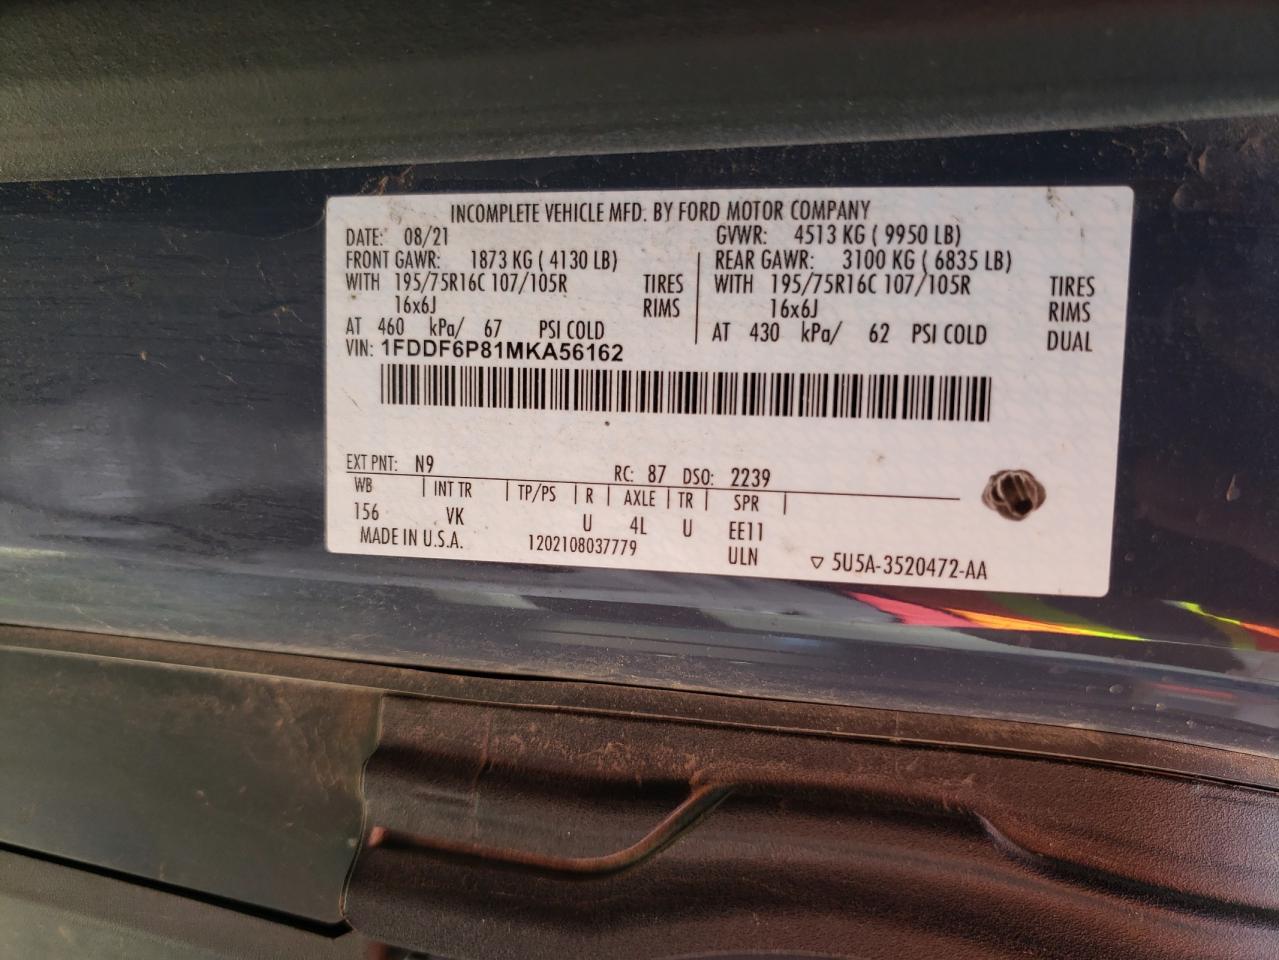 INCOMPLETE VEHICLE MFD. BY FORD MOTOR COMPANY
DATE: 08/21 GVWR: 4513 KG ( 9950 LB)
FRONT GAWR: 1873 KG ( 4130 LB) REAR GAWR: 3100 KG ( 6835 LB)
WITH 195/75R16C 107/105R TIRES WITH 195/75R16C 107/105R TIRES
16x6J RIMS 16x6J RIMS
AT 460 kPa/ 67 PSI COLD AT 430 kPa/ 62 PSI COLD DUAL
VIN: 1FDDF6P81MKA56162
EXT PNT: N9 RC: 87 DSO: 2239
WB | INT TR | TP/PS | R | AXLE | TR | SPR |
156 VK U 4L U EE11
MADE IN U.S.A. 1202108037779 ULN ▽ 5U5A-3520472-AA